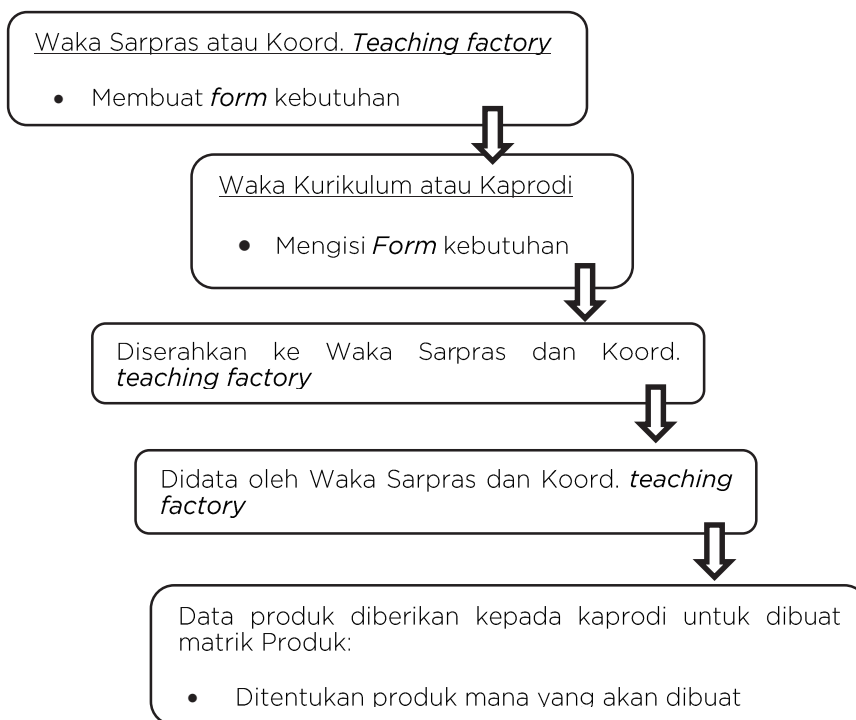 Waka Sarpras atau Koord. Teaching factory
• Membuat form kebutuhan
Waka Kurikulum atau Kaprodi
• Mengisi Form kebutuhan
Diserahkan ke Waka Sarpras dan Koord.
teaching factory
Didata oleh Waka Sarpras dan Koord. teaching
factory
Data produk diberikan kepada kaprodi untuk dibuat
matrik Produk:
• Ditentukan produk mana yang akan dibuat